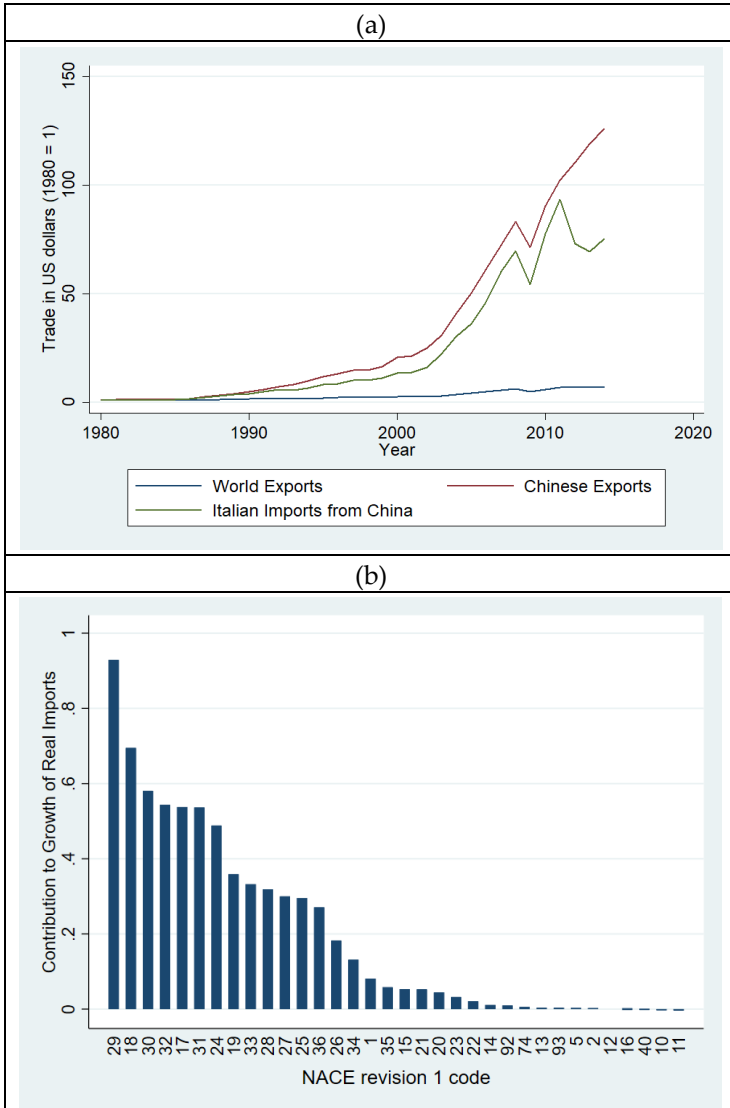 (a)
Trade in US dollars (1980 = 1)
150
100
50
0
1980 1990 2000 2010 2020
Year
World Exports Chinese Exports
Italian Imports from China
(b)
Contribution to Growth of Real Imports
1
.8
.6
.4
.2
0
29 18 30 32 17 31 24 19 33 28 27 25 36 26 34 1 35 15 21 20 23 22 14 92 74 13 93 5 2 12 16 40 10 11
NACE revision 1 code